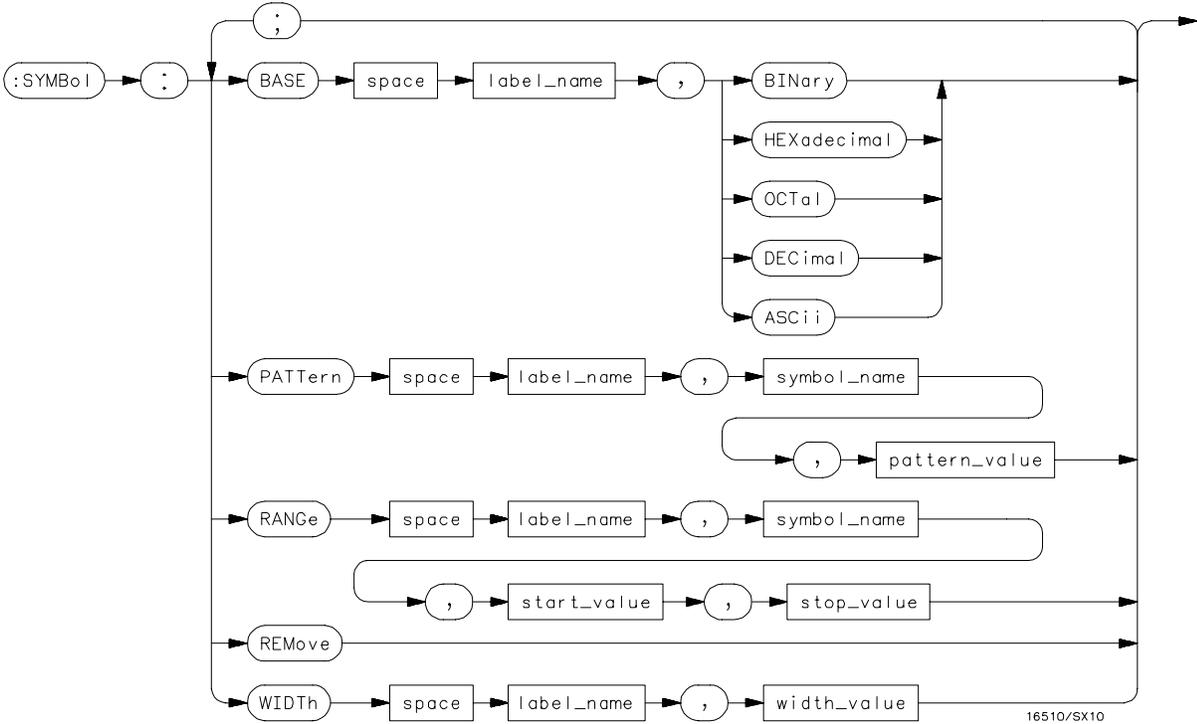 ;
:SYMBol : BASE space label_name , BINary
HEXadecimal
OCTal
DECimal
ASCii
PATTern space label_name , symbol_name
, pattern_value
RANGe space label_name , symbol_name
, start_value , stop_value
REMove
WIDTh space label_name , width_value
16510/SX10